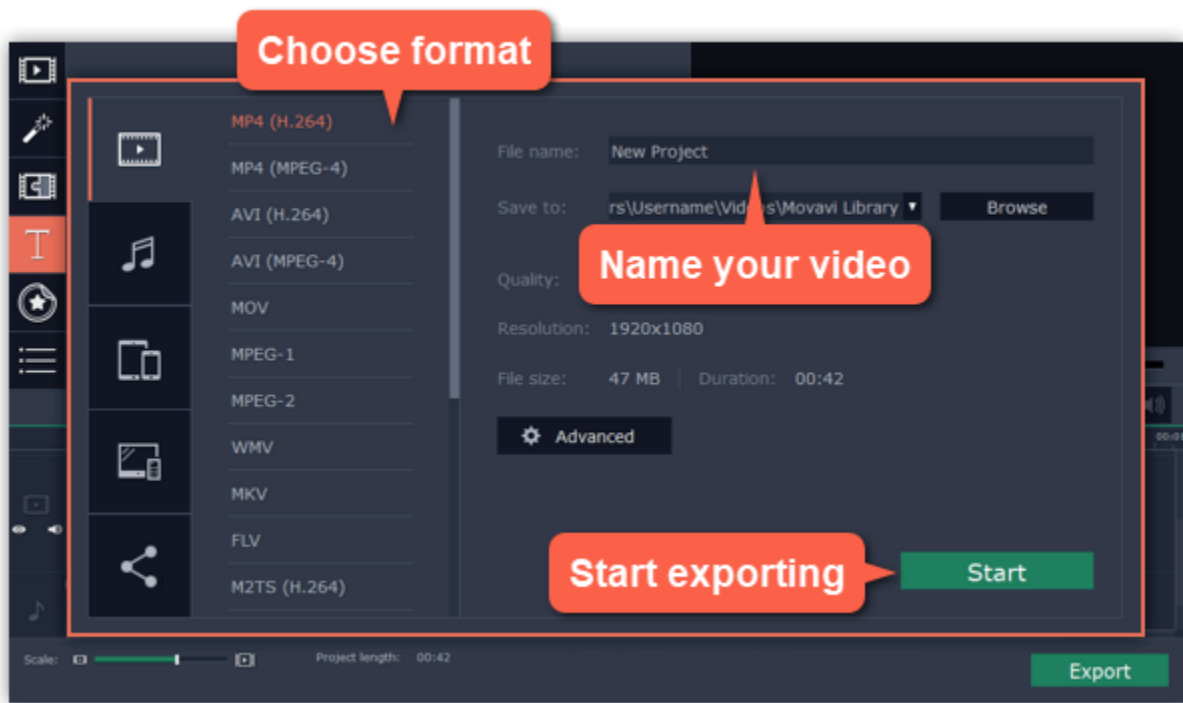 Choose format
MP4 (H.264)
MP4 (MPEG-4)
AVI (H.264)
AVI (MPEG-4)
MOV
MPEG-1
MPEG-2
WMV
MKV
FLV
M2TS (H.264)
File name: New Project
Save to: rs\Username\Videos\Movavi Library Browse
Name your video
Quality:
Resolution: 1920x1080
File size: 47 MB Duration: 00:42
Advanced
Start exporting
Start
T
Scale: Project length: 00:42
Export